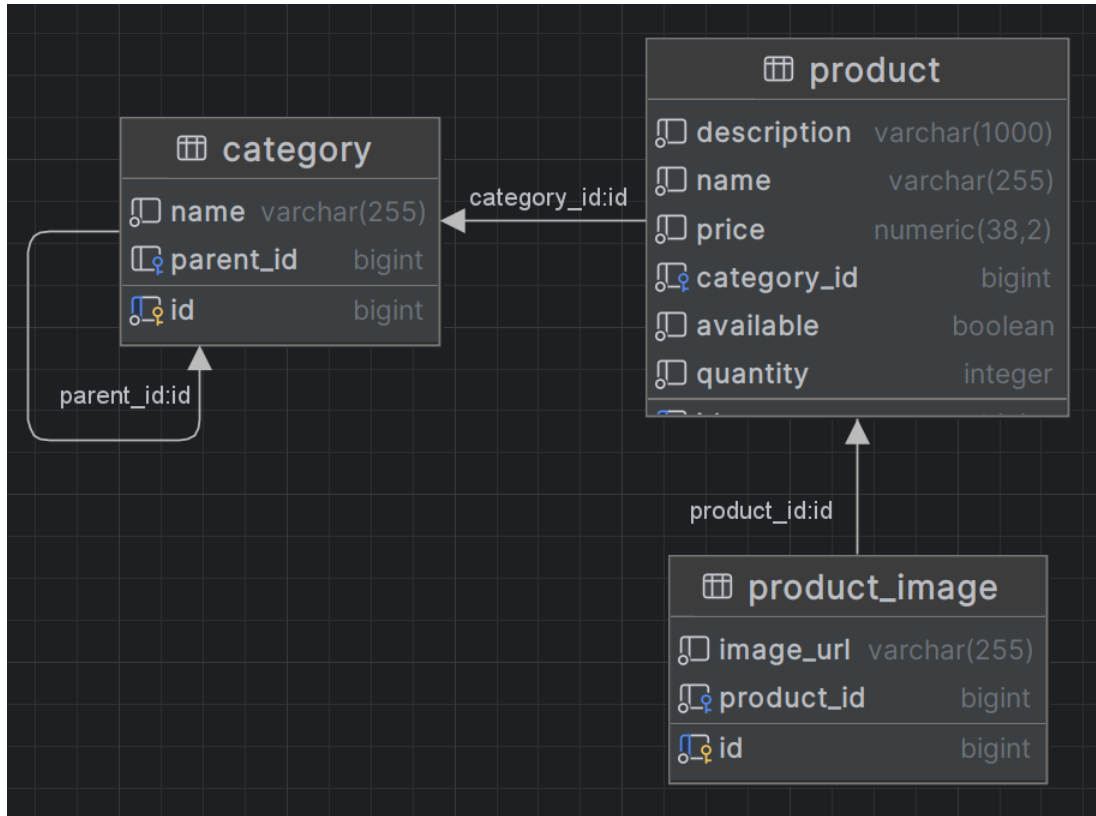 category
name varchar(255)
parent_id bigint
id bigint
parent_id:id
category_id:id
product
description varchar(1000)
name varchar(255)
price numeric(38,2)
category_id bigint
available boolean
quantity integer
product_id:id
product_image
image_url varchar(255)
product_id bigint
id bigint